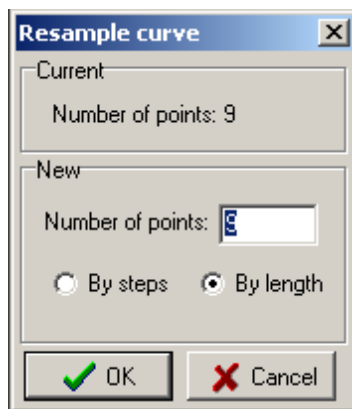 Resample curve
Current
Number of points: 9
New
Number of points: 9
By steps By length
OK Cancel